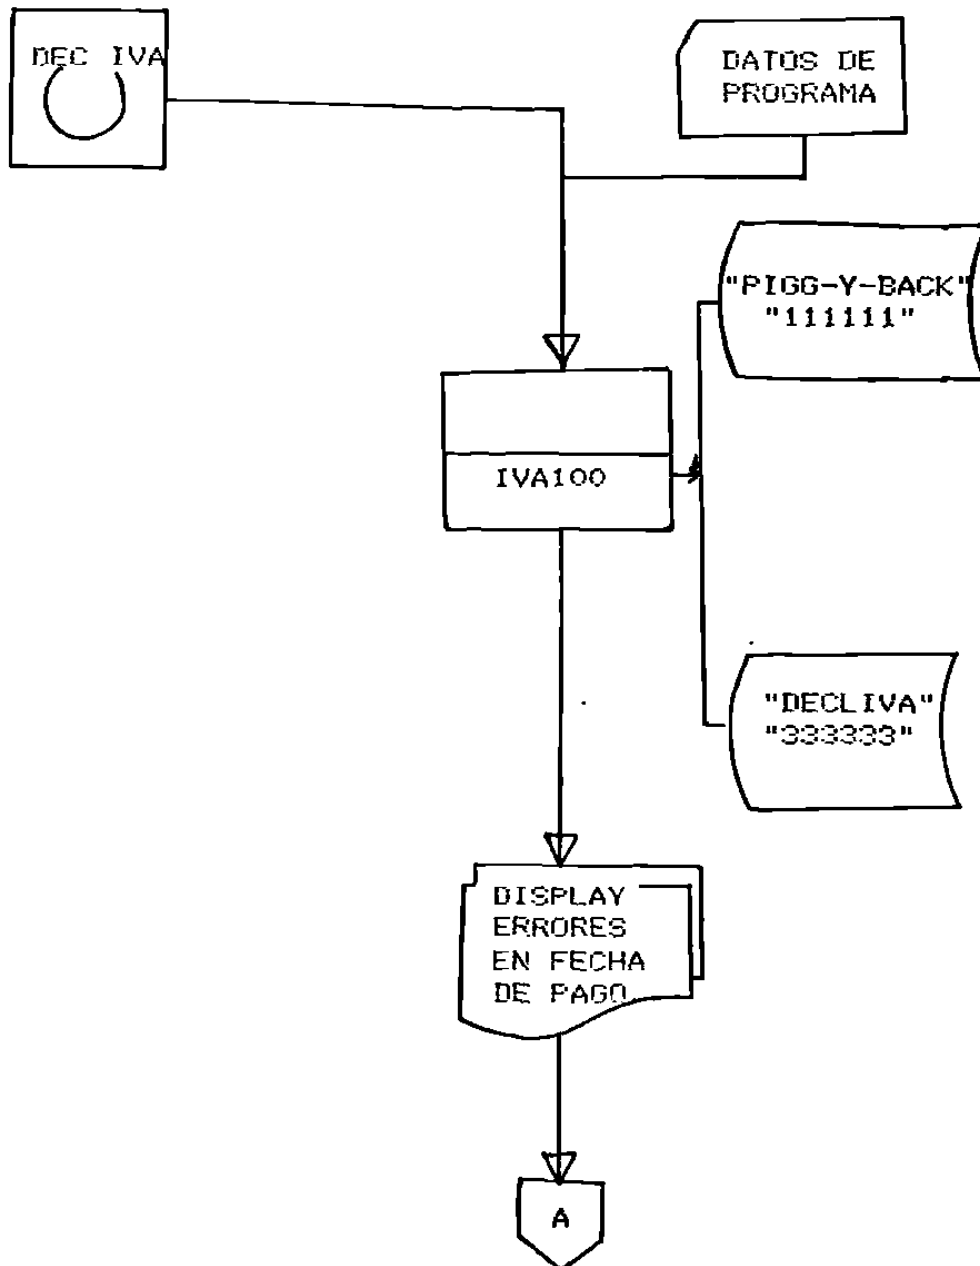 DEC IVA
DATOS DE
PROGRAMA
"PIGG-Y-BACK"
"111111"
IVA100
"DECLIVA"
"333333"
DISPLAY
ERRORES
EN FECHA
DE PAGO
A